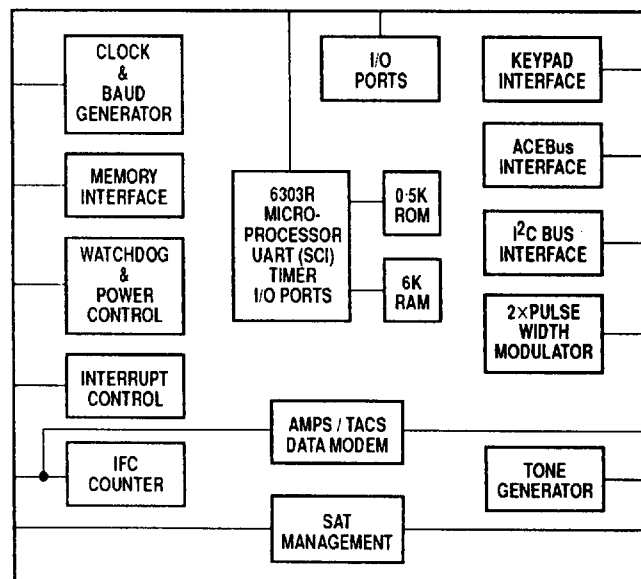 CLOCK
&
BAUD
GENERATOR
I/O
PORTS
KEYPAD
INTERFACE
MEMORY
INTERFACE
6303R
MICRO-
PROCESSOR
UART (SCI)
TIMER
I/O PORTS
0·5K
ROM
ACEBus
INTERFACE
WATCHDOG
&
POWER
CONTROL
6K
RAM
I²C BUS
INTERFACE
2×PULSE
WIDTH
MODULATOR
INTERRUPT
CONTROL
AMPS / TACS
DATA MODEM
IFC
COUNTER
TONE
GENERATOR
SAT
MANAGEMENT